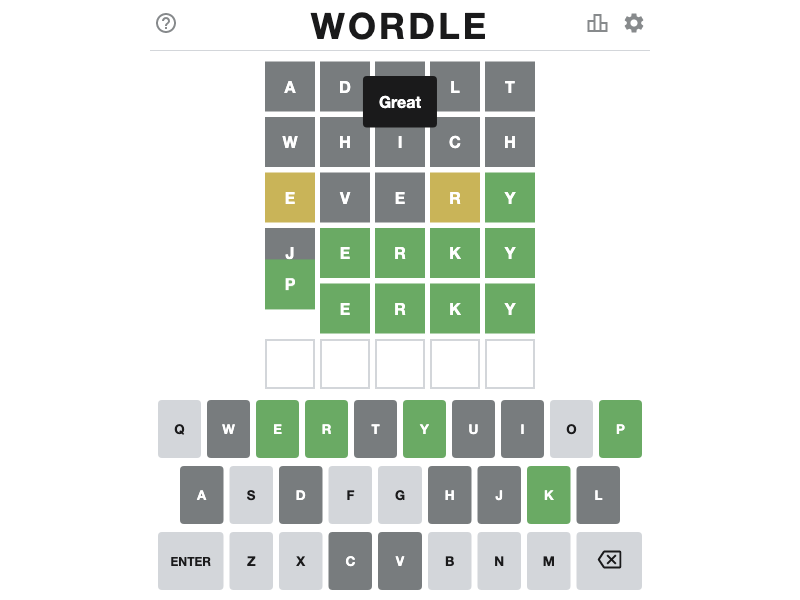 WORDLE
A D L T
Great
W H I C H
E V E R Y
J E R K Y
P E R K Y
Q W E R T Y U I O P
A S D F G H J K L
ENTER Z X C V B N M